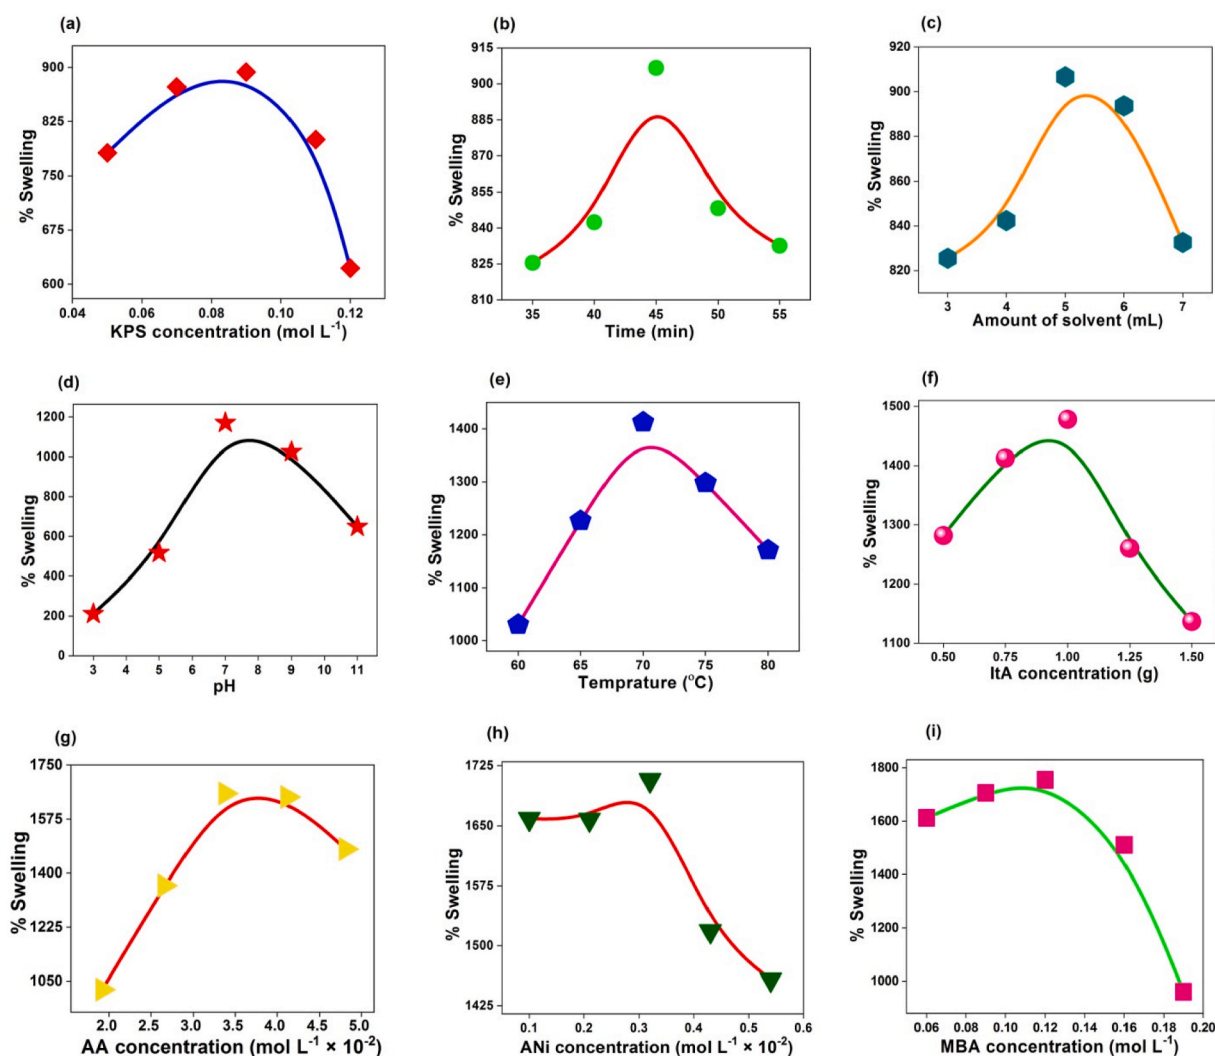 (a)
% Swelling
900
825
750
675
600
0.04 0.06 0.08 0.10 0.12
KPS concentration (mol L⁻¹)
(b)
% Swelling
915
900
885
870
855
840
825
810
35 40 45 50 55
Time (min)
(c)
% Swelling
920
900
880
860
840
820
3 4 5 6 7
Amount of solvent (mL)
(d)
% Swelling
1200
1000
800
600
400
200
0
3 4 5 6 7 8 9 10 11
pH
(e)
% Swelling
1400
1300
1200
1100
1000
60 65 70 75 80
Temprature (°C)
(f)
% Swelling
1500
1400
1300
1200
1100
0.50 0.75 1.00 1.25 1.50
ItA concentration (g)
(g)
% Swelling
1750
1575
1400
1225
1050
2.0 2.5 3.0 3.5 4.0 4.5 5.0
AA concentration (mol L⁻¹ × 10⁻²)
(h)
% Swelling
1725
1650
1575
1500
1425
0.1 0.2 0.3 0.4 0.5 0.6
ANi concentration (mol L⁻¹ × 10⁻²)
(i)
% Swelling
1800
1600
1400
1200
1000
0.06 0.08 0.10 0.12 0.14 0.16 0.18 0.20
MBA concentration (mol L⁻¹)